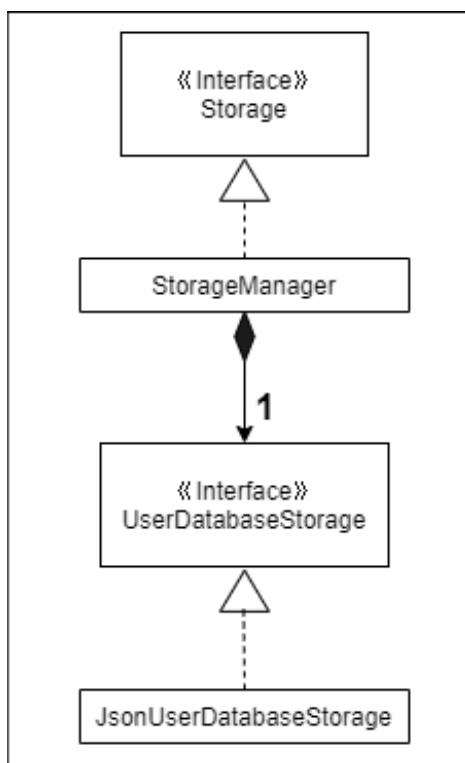 《Interface》
Storage
StorageManager
1
《Interface》
UserDatabaseStorage
JsonUserDatabaseStorage